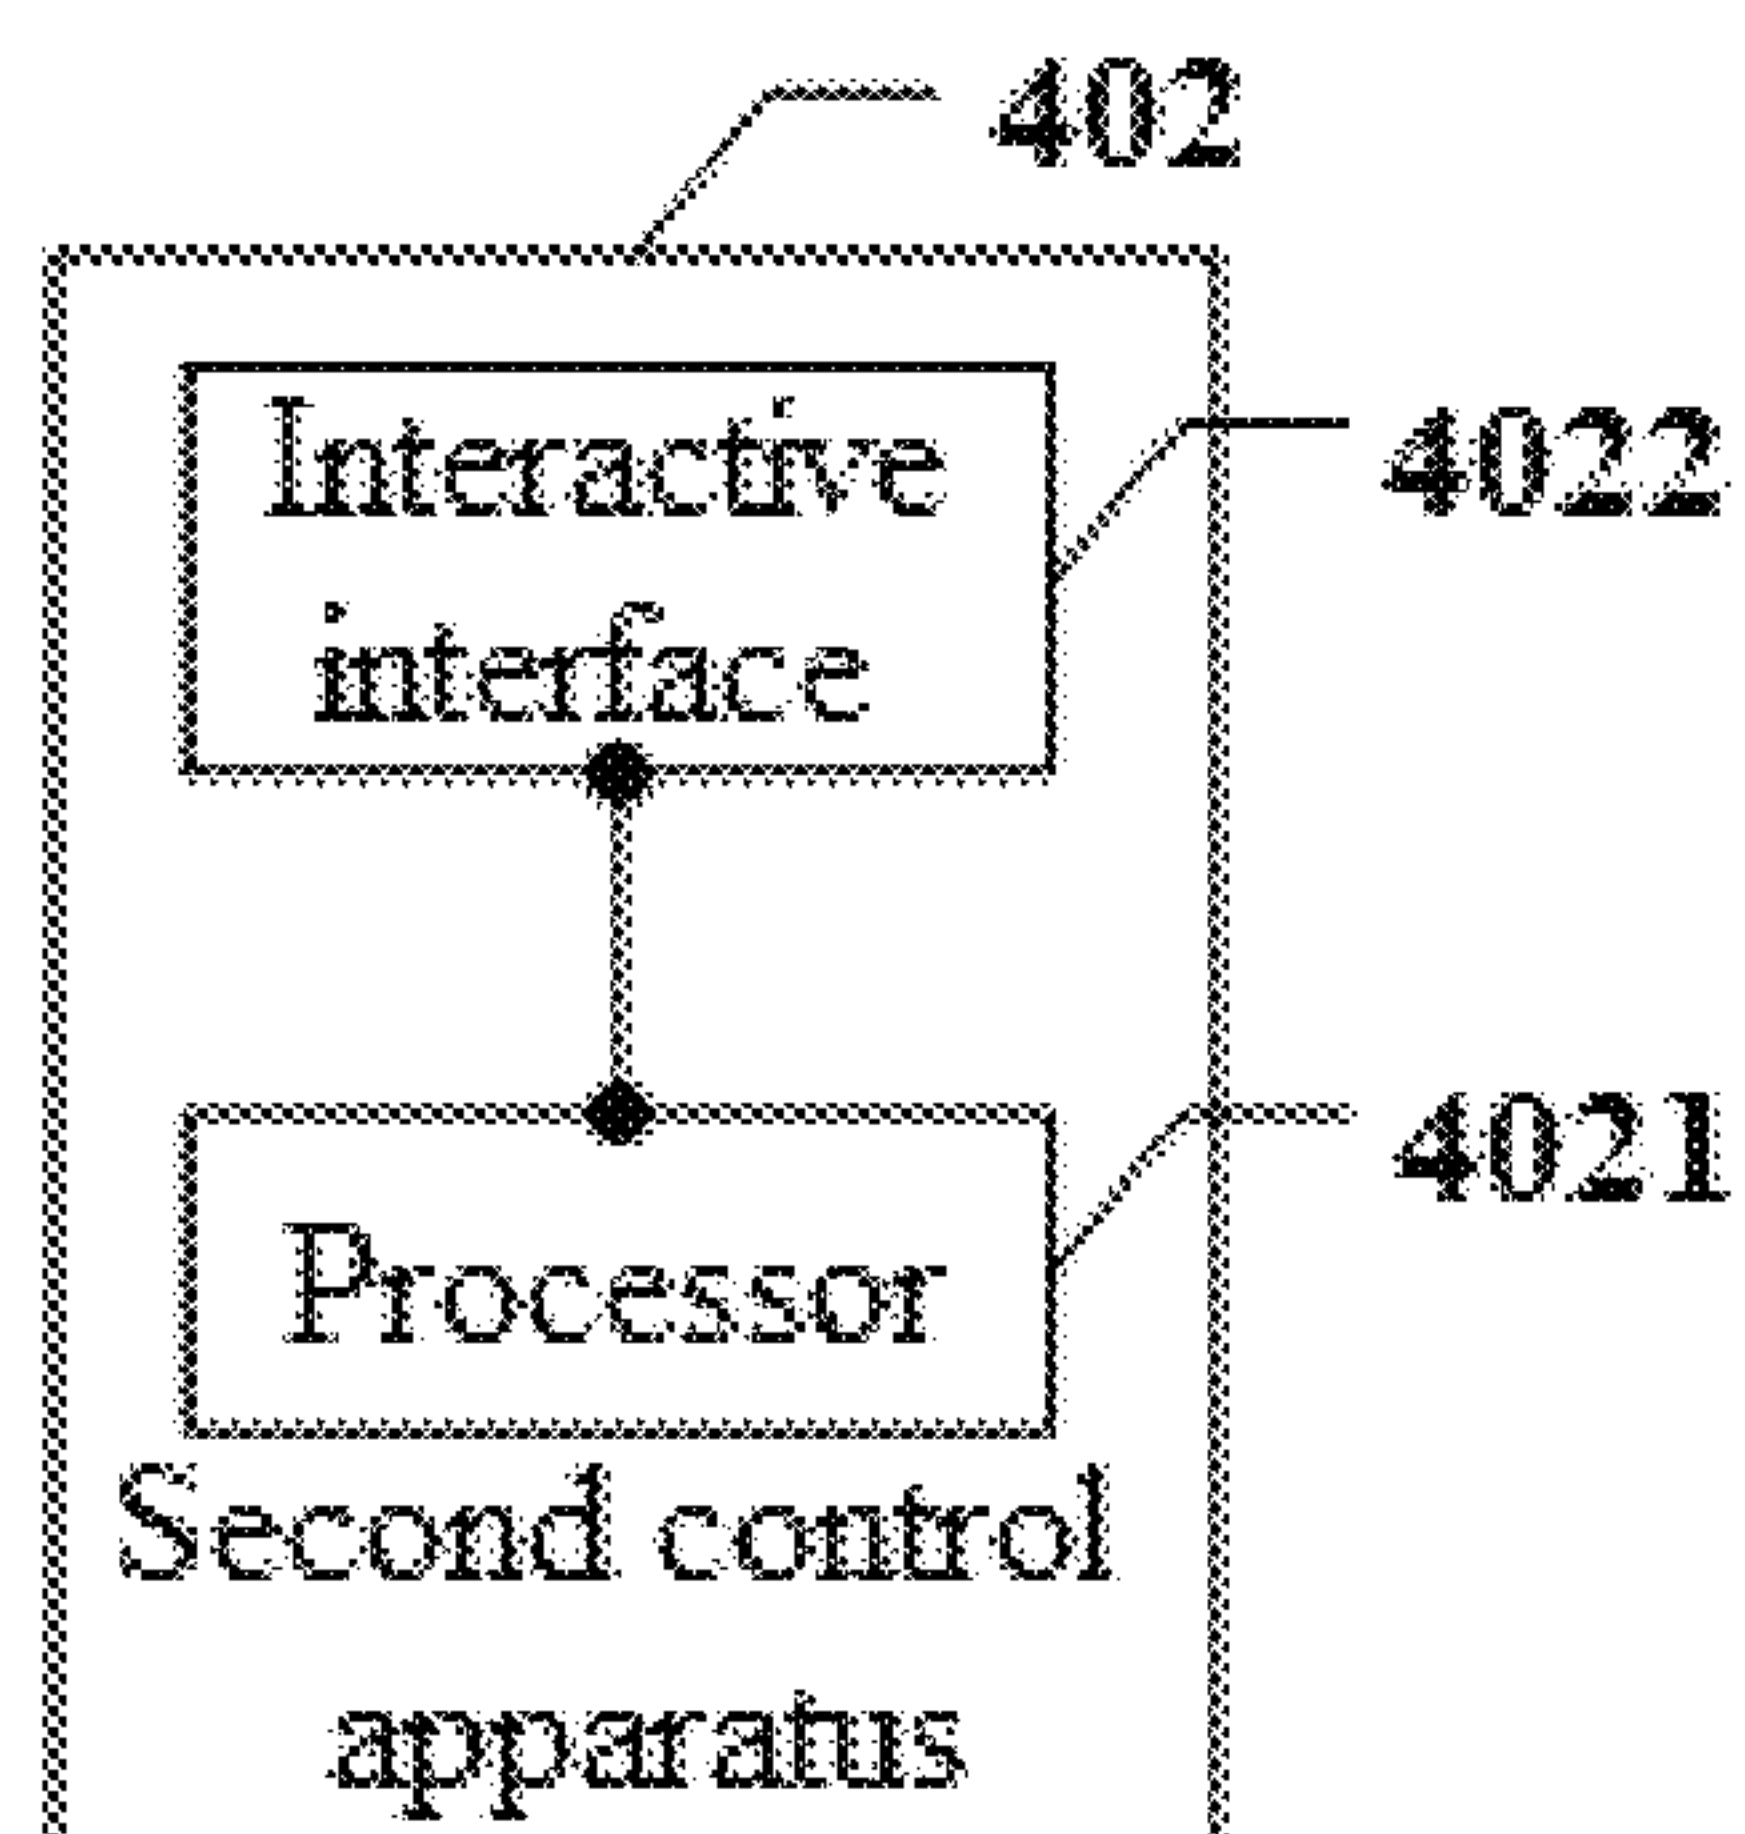 402
Interactive
interface
4022
Processor
4021
Second control
apparatus